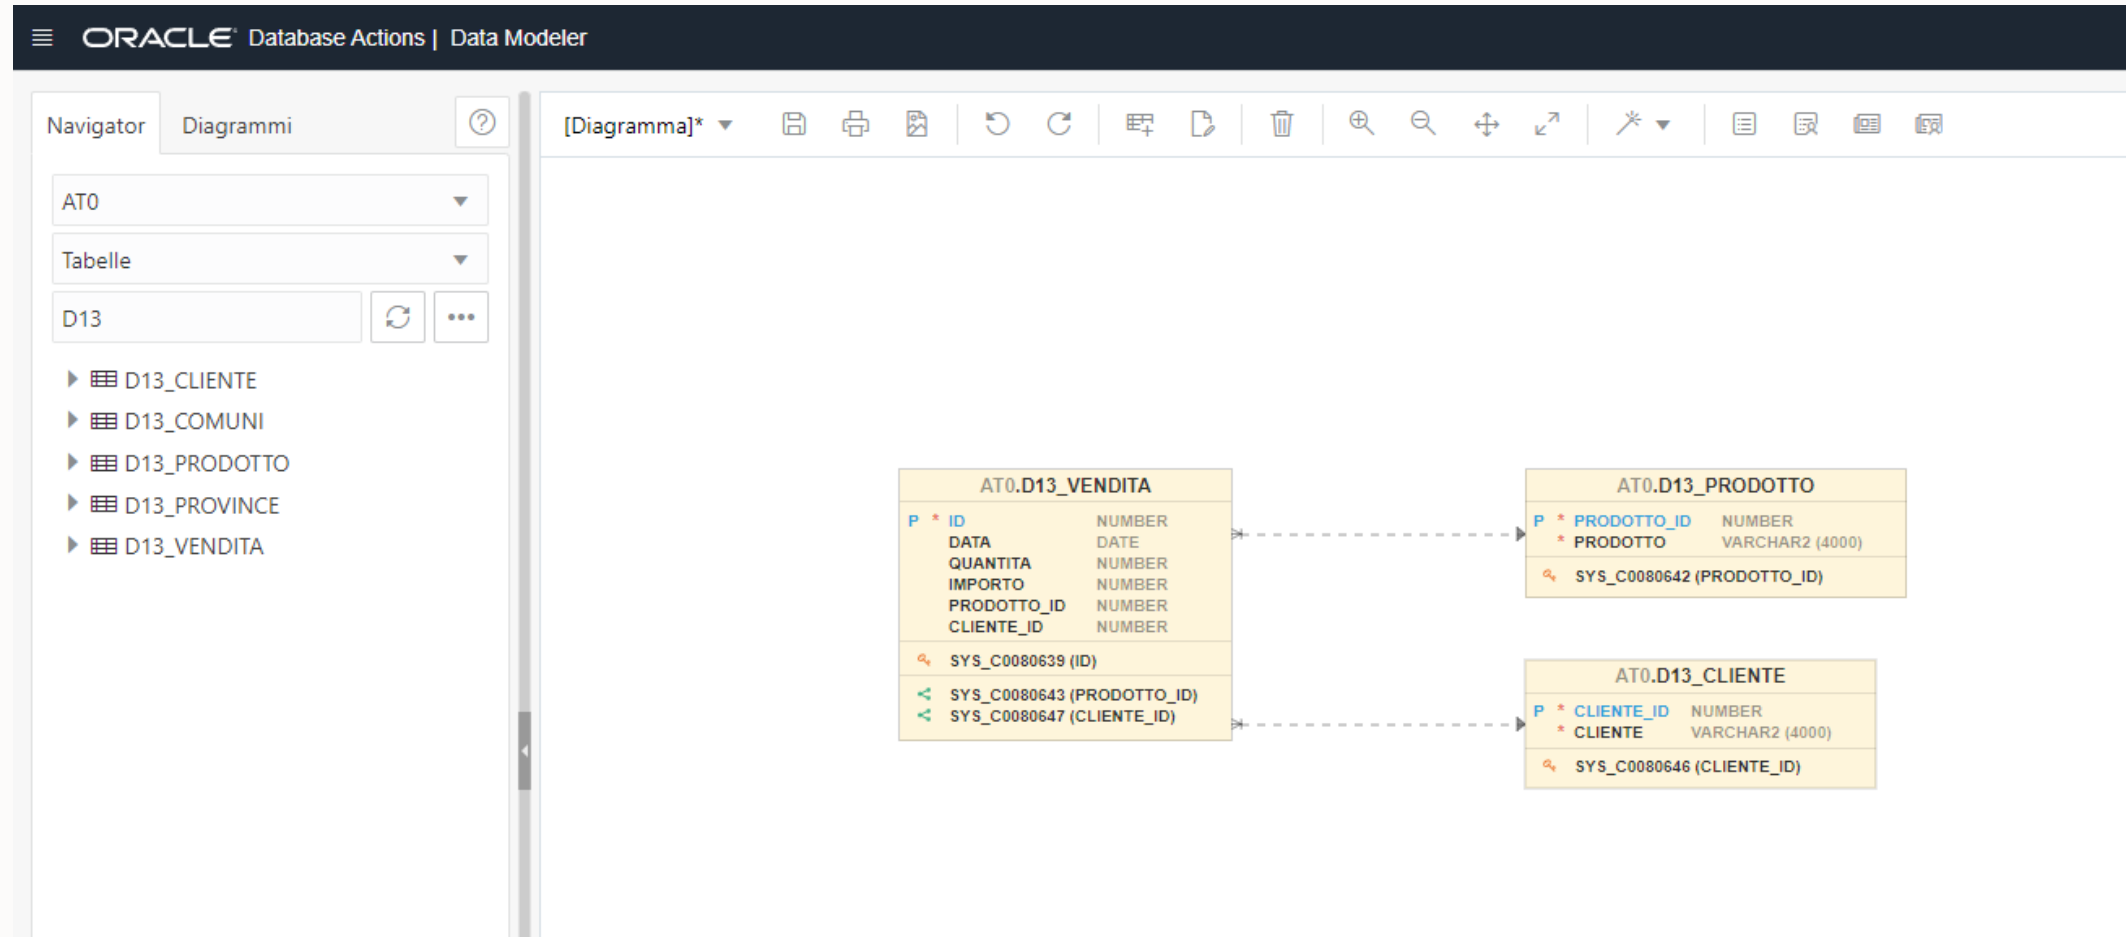 ORACLE Database Actions | Data Modeler
Navigator Diagrammi
[Diagramma]*
AT0
Tabelle
D13
D13_CLIENTE
D13_COMUNI
D13_PRODOTTO
D13_PROVINCE
D13_VENDITA
AT0.D13_VENDITA
P * ID NUMBER
DATA DATE
QUANTITA NUMBER
IMPORTO NUMBER
PRODOTTO_ID NUMBER
CLIENTE_ID NUMBER
SYS_C0080639 (ID)
SYS_C0080643 (PRODOTTO_ID)
SYS_C0080647 (CLIENTE_ID)
AT0.D13_PRODOTTO
P * PRODOTTO_ID NUMBER
* PRODOTTO VARCHAR2 (4000)
SYS_C0080642 (PRODOTTO_ID)
AT0.D13_CLIENTE
P * CLIENTE_ID NUMBER
* CLIENTE VARCHAR2 (4000)
SYS_C0080646 (CLIENTE_ID)